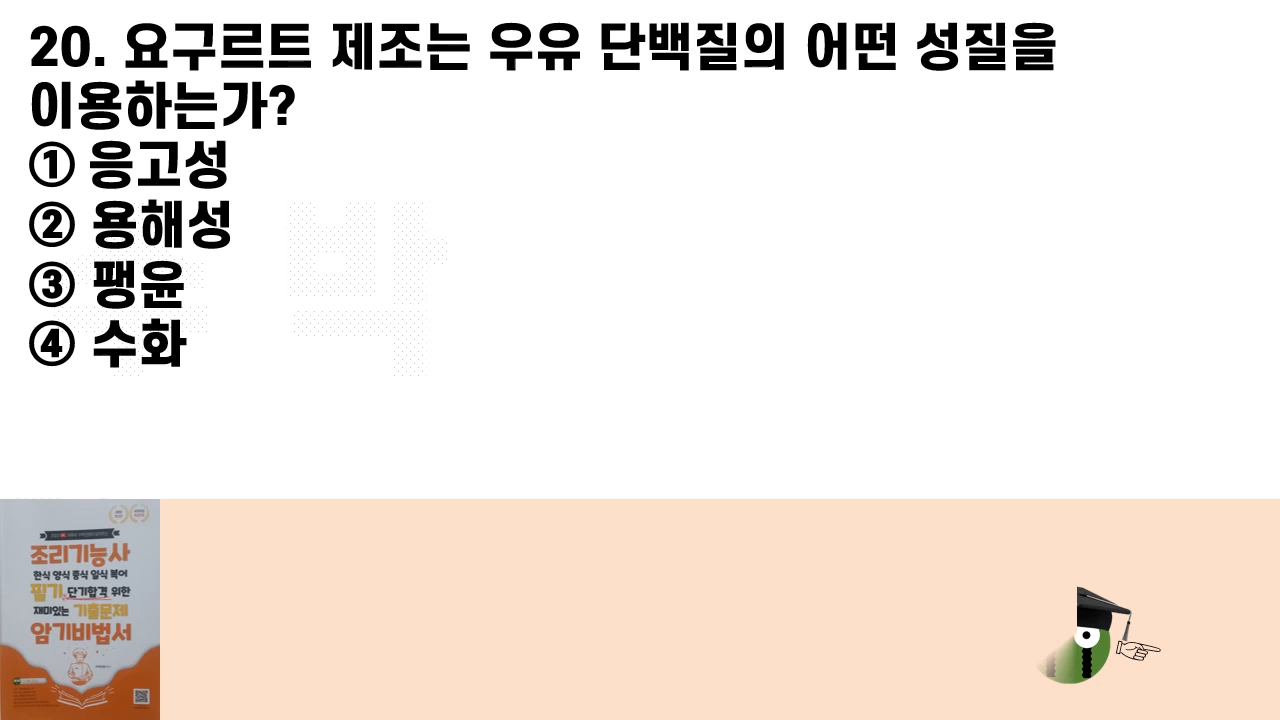 20. 요구르트 제조는 우유 단백질의 어떤 성질을
이용하는가?
① 응고성
② 용해성
③ 팽윤
④ 수화
조리기능사
한식 양식 중식 일식 복어
필기 단기합격 위한
재미있는 기출문제
암기비법서